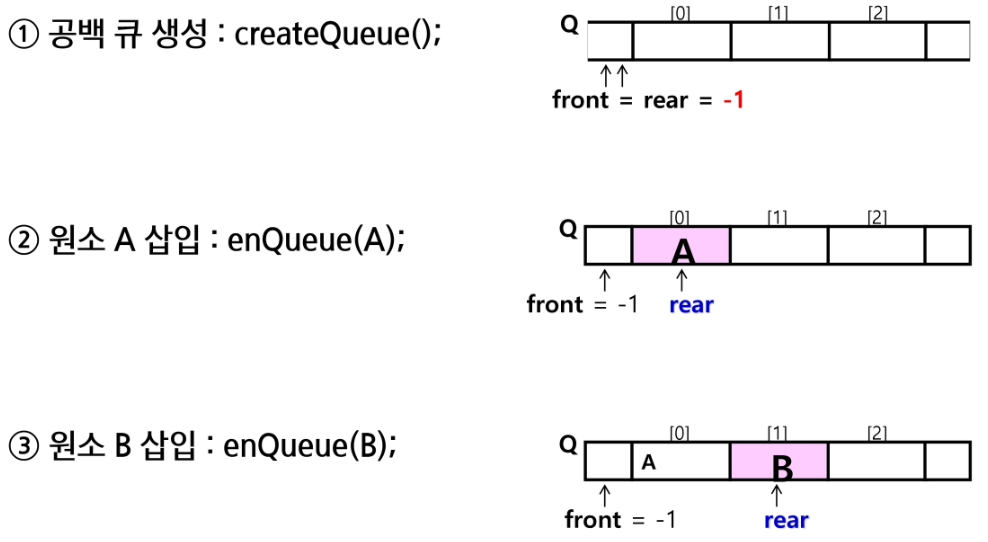 ① 공백 큐 생성 : createQueue();
Q [0] [1] [2]
front = rear = -1
② 원소 A 삽입 : enQueue(A);
Q [0] [1] [2]
A
front = -1 rear
③ 원소 B 삽입 : enQueue(B);
Q [0] [1] [2]
A B
front = -1 rear